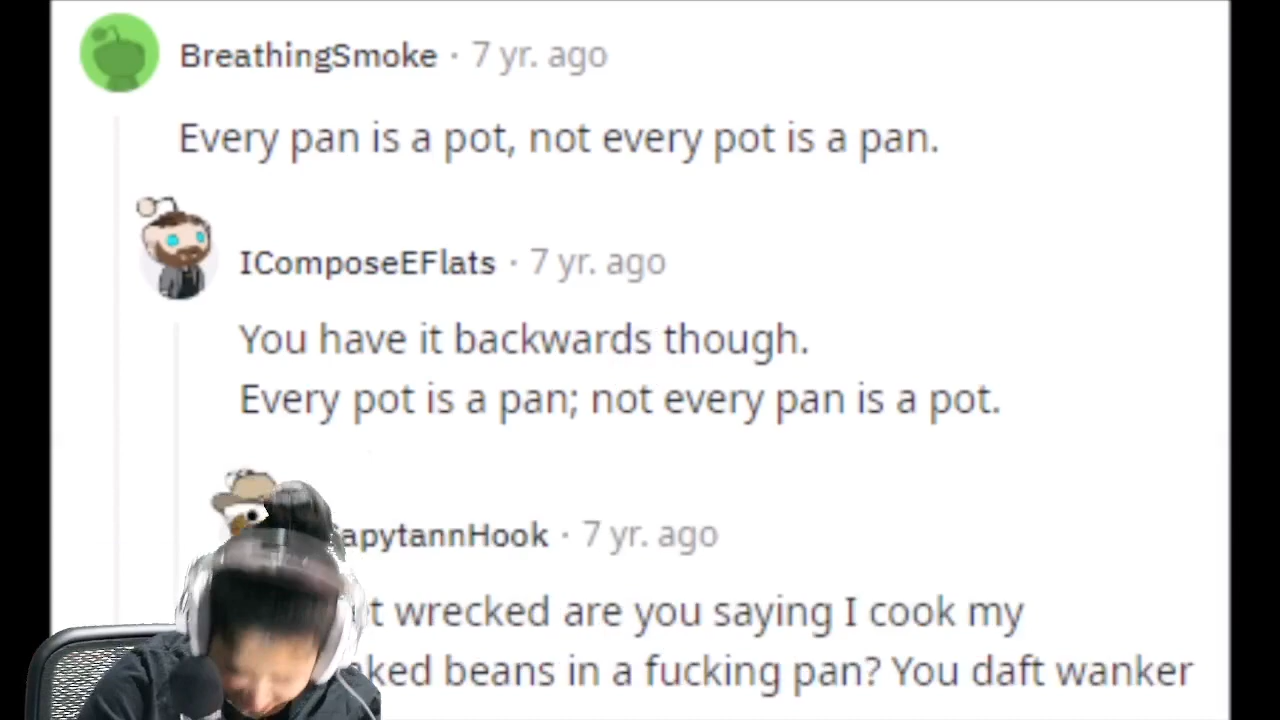 BreathingSmoke · 7 yr. ago
Every pan is a pot, not every pot is a pan.
IComposeEFlats · 7 yr. ago
You have it backwards though.
Every pot is a pan; not every pan is a pot.
apytannHook · 7 yr. ago
t wrecked are you saying I cook my
ked beans in a fucking pan? You daft wanker